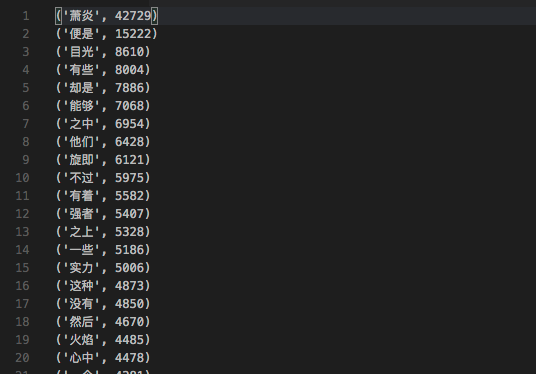 1 ('萧炎', 42729)
2 ('便是', 15222)
3 ('目光', 8610)
4 ('有些', 8004)
5 ('却是', 7886)
6 ('能够', 7068)
7 ('之中', 6954)
8 ('他们', 6428)
9 ('旋即', 6121)
10 ('不过', 5975)
11 ('有着', 5582)
12 ('强者', 5407)
13 ('之上', 5328)
14 ('一些', 5186)
15 ('实力', 5006)
16 ('这种', 4873)
17 ('没有', 4850)
18 ('然后', 4670)
19 ('火焰', 4485)
20 ('心中', 4478)